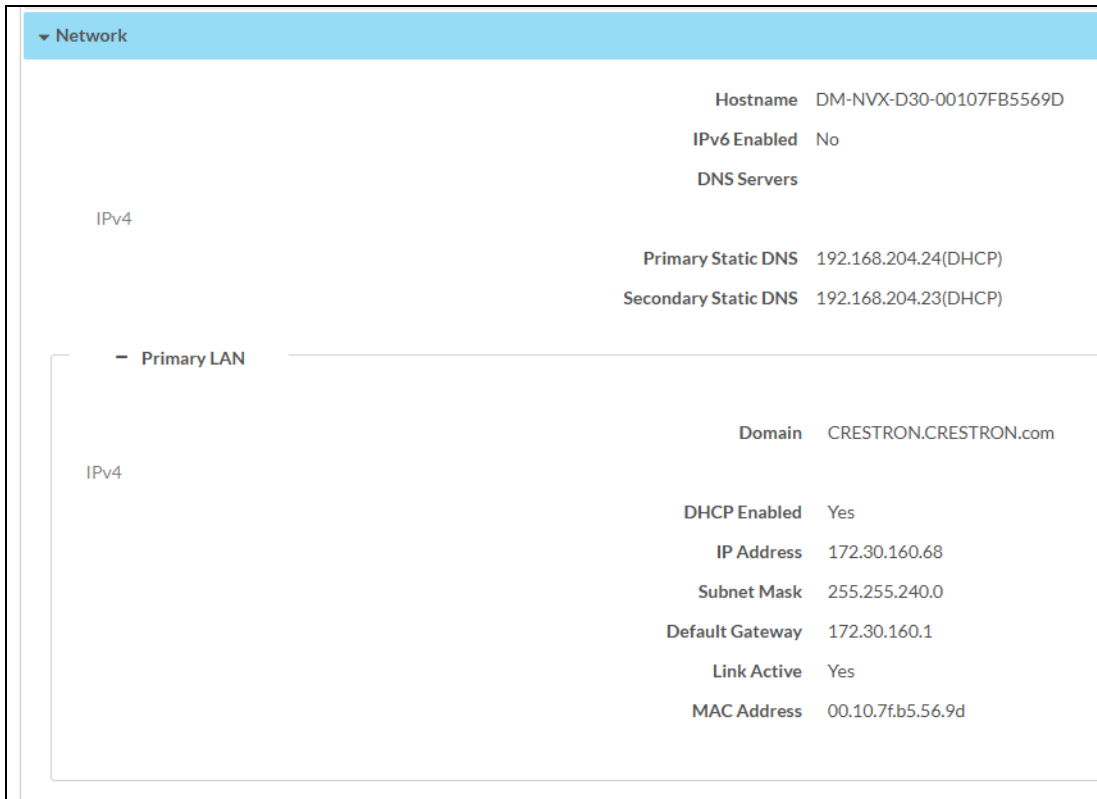 Network
Hostname DM-NVX-D30-00107FB5569D
IPv6 Enabled No
DNS Servers
IPv4
Primary Static DNS 192.168.204.24(DHCP)
Secondary Static DNS 192.168.204.23(DHCP)
− Primary LAN
Domain CRESTRON.CRESTRON.com
IPv4
DHCP Enabled Yes
IP Address 172.30.160.68
Subnet Mask 255.255.240.0
Default Gateway 172.30.160.1
Link Active Yes
MAC Address 00.10.7f.b5.56.9d